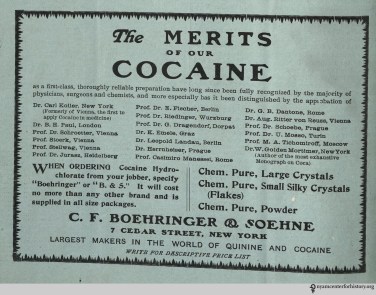 The MERITS
OF OUR
COCAINE
as a first-class, thoroughly reliable preparation have long since been fully recognised by the majority of
physicians, surgeons and chemists, and more especially has it been distinguished by the approbation of
Dr. Carl Koller, New York
(Formerly of Vienna, the first to
apply Cocaine in medicine)
Dr. B. H. Paul, London
Prof. Dr. Schroetter, Vienna
Prof. Stoerk, Vienna
Prof. Stellwag, Vienna
Prof. Dr. Jurasz, Heidelberg
Prof. Dr. E. Fischer, Berlin
Prof. Dr. Riedinger, Wurzburg
Prof. Dr. G. Dragendorf, Dorpat
Dr. K. Emele, Graz
Dr. Leopold Landau, Berlin
Dr. Herrnheiser, Prague
Prof. Casimiro Manassei, Rome
Dr. G. B. Dantone, Rome
Dr. Aug. Ritter von Reuss, Vienna
Prof. Dr. Schoebe, Prague
Prof. Dr. U. Mosso, Turin
Prof. M. A. Tichomiroff, Moscow
Dr. W. Golden Mortimer, New York
(Author of the most exhaustive
Monograph on Coca)
WHEN ORDERING Cocaine Hydro-
chlorate from your jobber, specify
"Boehringer" or "B. & S." It will cost
no more than any other brand and is
supplied in all size packages.
Chem. Pure, Large Crystals
Chem. Pure, Small Silky Crystals
(Flakes)
Chem. Pure, Powder
C. F. BOEHRINGER & SOEHNE
7 CEDAR STREET, NEW YORK
LARGEST MAKERS IN THE WORLD OF QUININE AND COCAINE
WRITE FOR DESCRIPTIVE PRICE LIST
nyamcenterforhistory.org